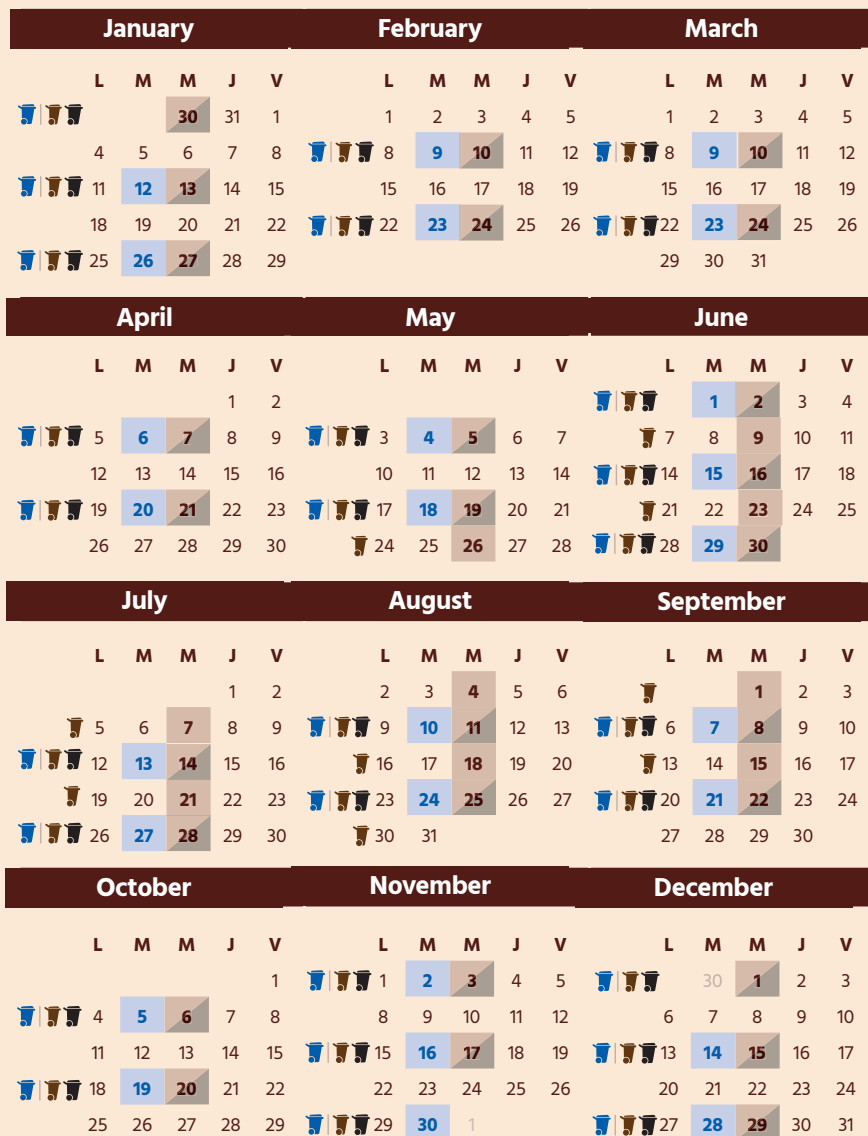 January February March
L M M J V L M M J V L M M J V
30 31 1 1 2 3 4 5 1 2 3 4 5
4 5 6 7 8 8 9 10 11 12 8 9 10 11 12
11 12 13 14 15 15 16 17 18 19 15 16 17 18 19
18 19 20 21 22 22 23 24 25 26 22 23 24 25 26
25 26 27 28 29 29 30 31
April May June
L M M J V L M M J V L M M J V
1 2 1 2 3 4
5 6 7 8 9 3 4 5 6 7 7 8 9 10 11
12 13 14 15 16 10 11 12 13 14 14 15 16 17 18
19 20 21 22 23 17 18 19 20 21 21 22 23 24 25
26 27 28 29 30 24 25 26 27 28 28 29 30
July August September
L M M J V L M M J V L M M J V
1 2 2 3 4 5 6 1 2 3
5 6 7 8 9 9 10 11 12 13 6 7 8 9 10
12 13 14 15 16 16 17 18 19 20 13 14 15 16 17
19 20 21 22 23 23 24 25 26 27 20 21 22 23 24
26 27 28 29 30 30 31 27 28 29 30
October November December
L M M J V L M M J V L M M J V
1 1 2 3 4 5 30 1 2 3
4 5 6 7 8 8 9 10 11 12 6 7 8 9 10
11 12 13 14 15 15 16 17 18 19 13 14 15 16 17
18 19 20 21 22 22 23 24 25 26 20 21 22 23 24
25 26 27 28 29 29 30 1 27 28 29 30 31